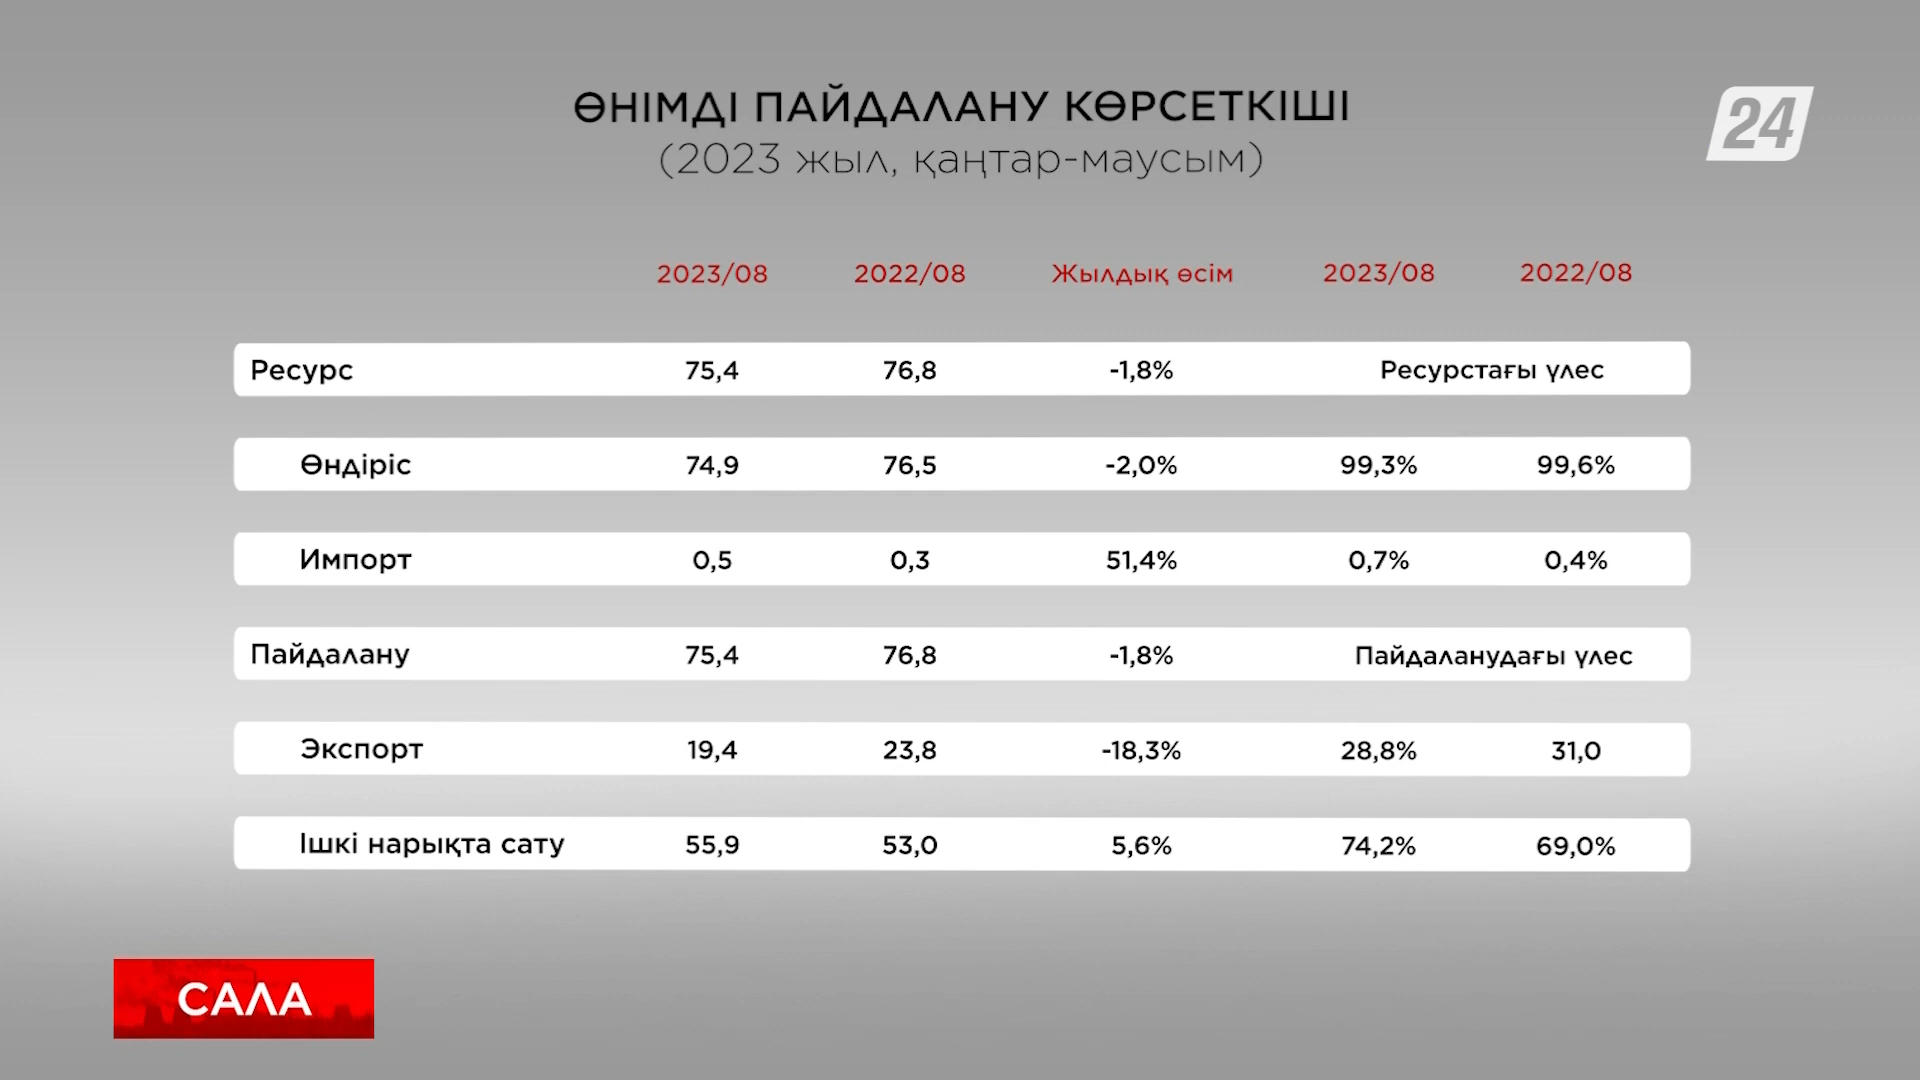 ӨНІМДІ ПАЙДАЛАНУ КӨРСЕТКІШІ
(2023 жыл, қаңтар-маусым)
24
2023/08 2022/08 Жылдық өсім 2023/08 2022/08
Ресурс 75,4 76,8 -1,8% Ресурстағы үлес
Өндіріс 74,9 76,5 -2,0% 99,3% 99,6%
Импорт 0,5 0,3 51,4% 0,7% 0,4%
Пайдалану 75,4 76,8 -1,8% Пайдаланудағы үлес
Экспорт 19,4 23,8 -18,3% 28,8% 31,0
Ішкі нарықта сату 55,9 53,0 5,6% 74,2% 69,0%
САЛА